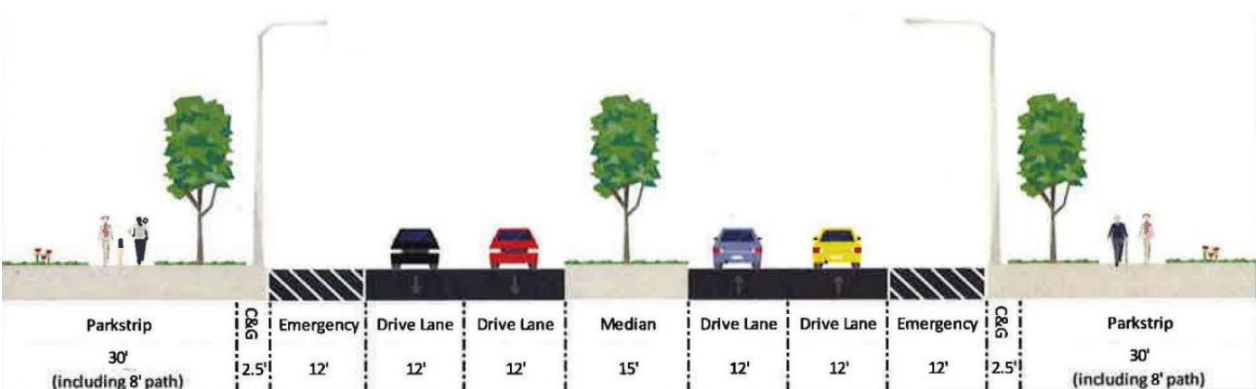 Parkstrip
30'
(including 8' path)
C&G
2.5'
Emergency
12'
Drive Lane
12'
Drive Lane
12'
Median
15'
Drive Lane
12'
Drive Lane
12'
Emergency
12'
C&G
2.5'
Parkstrip
30'
(including 8' path)